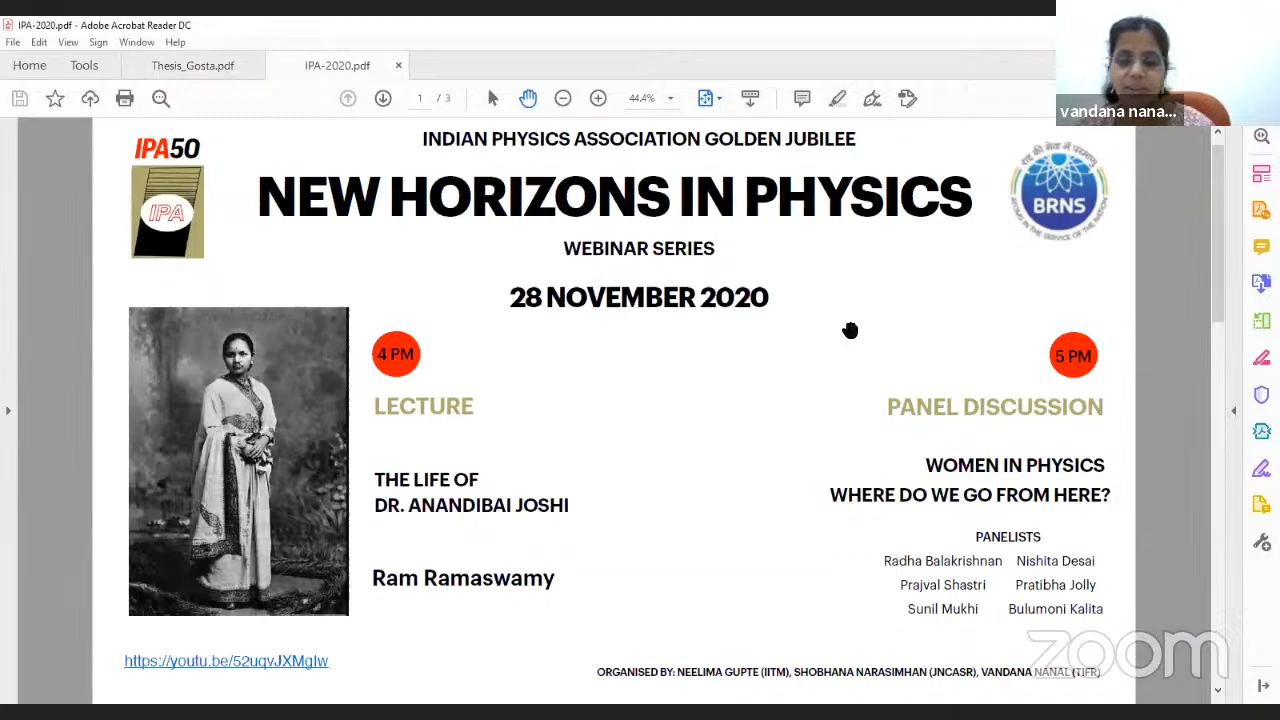 IPA-2020.pdf - Adobe Acrobat Reader DC
File Edit View Sign Window Help
Home Tools Thesis_Gosta.pdf IPA-2020.pdf ×
1 / 3 44,4%
vandana nana...
IPA50
IPA
INDIAN PHYSICS ASSOCIATION GOLDEN JUBILEE
NEW HORIZONS IN PHYSICS
WEBINAR SERIES
28 NOVEMBER 2020
BRNS
4 PM
LECTURE
THE LIFE OF
DR. ANANDIBAI JOSHI
Ram Ramaswamy
5 PM
PANEL DISCUSSION
WOMEN IN PHYSICS
WHERE DO WE GO FROM HERE?
PANELISTS
Radha Balakrishnan Nishita Desai
Prajval Shastri Pratibha Jolly
Sunil Mukhi Bulumoni Kalita
https://youtu.be/52uqvJXMgIw
ORGANISED BY: NEELIMA GUPTE (IITM), SHOBHANA NARASIMHAN (JNCASR), VANDANA NANAL (TIFR)
zoom